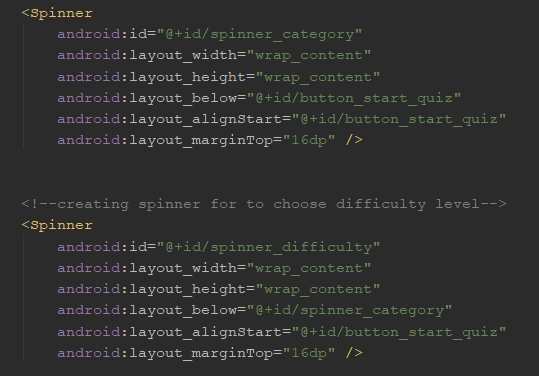 <Spinner
    android:id="@+id/spinner_category"
    android:layout_width="wrap_content"
    android:layout_height="wrap_content"
    android:layout_below="@+id/button_start_quiz"
    android:layout_alignStart="@+id/button_start_quiz"
    android:layout_marginTop="16dp" />
<!--creating spinner for to choose difficulty level-->
<Spinner
    android:id="@+id/spinner_difficulty"
    android:layout_width="wrap_content"
    android:layout_height="wrap_content"
    android:layout_below="@+id/spinner_category"
    android:layout_alignStart="@+id/button_start_quiz"
    android:layout_marginTop="16dp" />